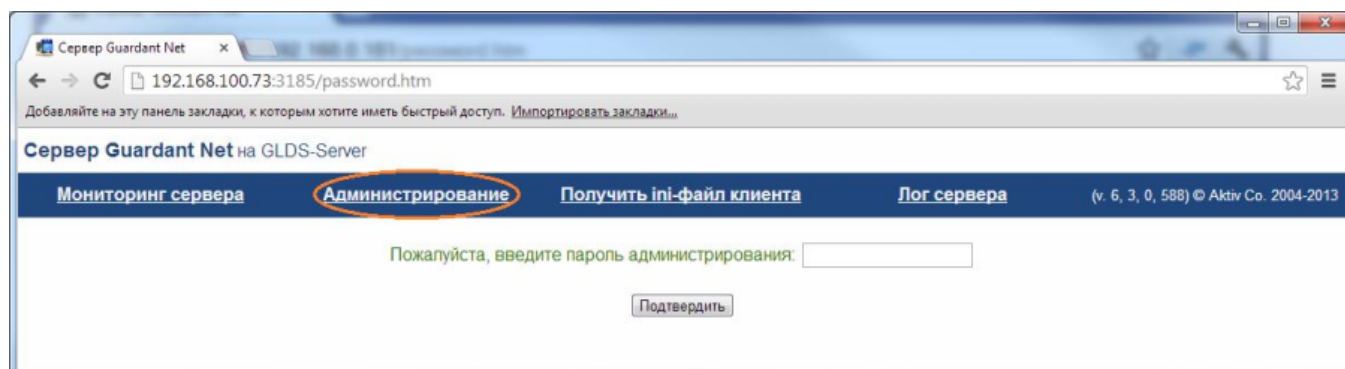 Сервер Guardant Net
192.168.100.73:3185/password.htm
Добавляйте на эту панель закладки, к которым хотите иметь быстрый доступ. Импортировать закладки...
Сервер Guardant Net на GLDS-Server
Мониторинг сервера Администрирование Получить ini-файл клиента Лог сервера (v. 6, 3, 0, 588) © Aktiv Co. 2004-2013
Пожалуйста, введите пароль администрирования:
Подтвердить